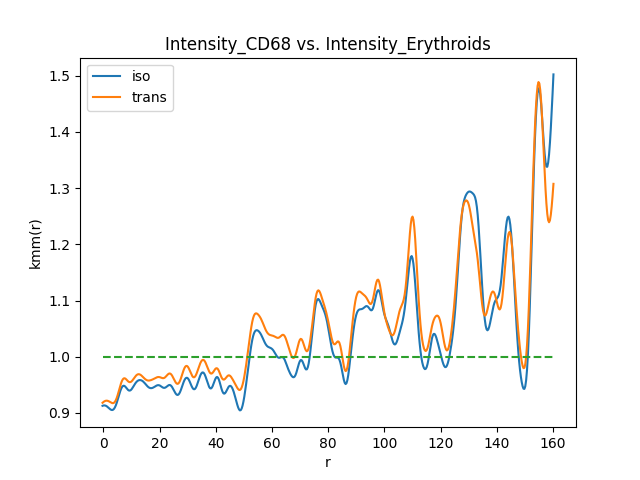 Intensity_CD68 vs. Intensity_Erythroids
iso
trans
kmm(r)
1.5
1.4
1.3
1.2
1.1
1.0
0.9
0 20 40 60 80 100 120 140 160
r